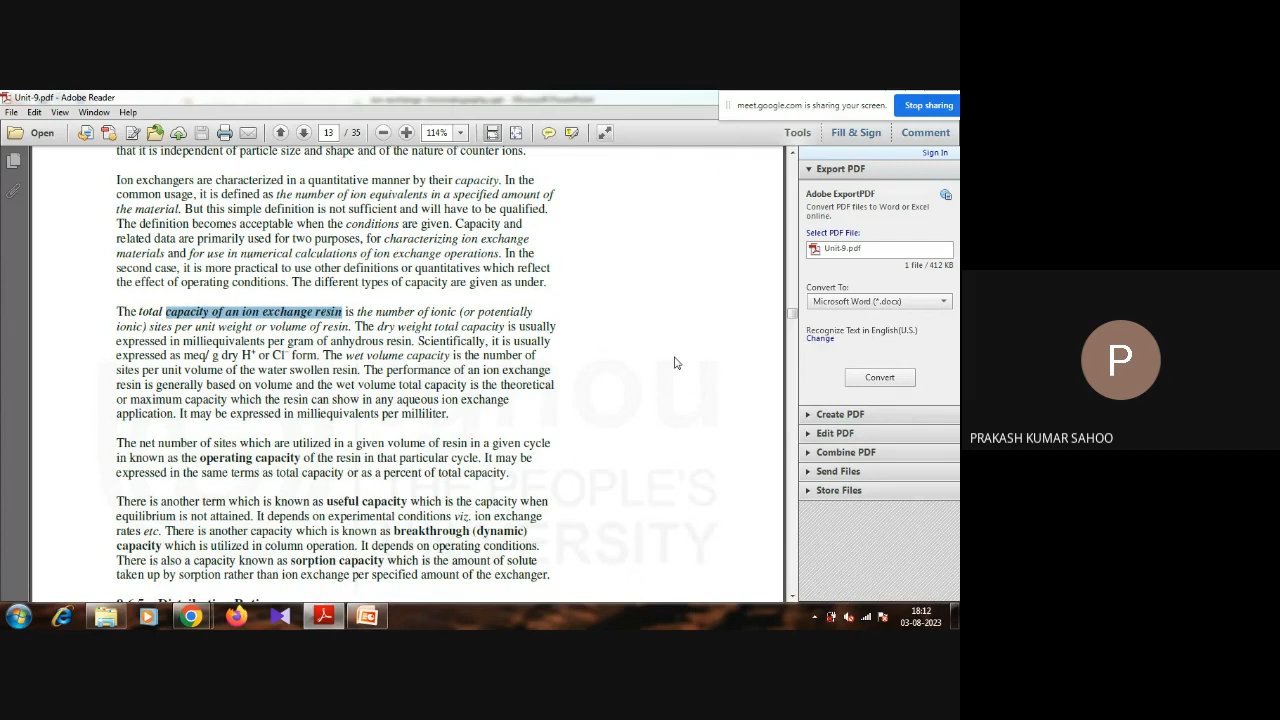 Unit-9.pdf - Adobe Reader
File Edit View Window Help
meet.google.com is sharing your screen.
Stop sharing
Open
13 / 35
114%
Tools Fill & Sign Comment
Sign In
that it is independent of particle size and shape and of the nature of counter ions.
Ion exchangers are characterized in a quantitative manner by their capacity. In the
common usage, it is defined as the number of ion equivalents in a specified amount of
the material. But this simple definition is not sufficient and will have to be qualified.
The definition becomes acceptable when the conditions are given. Capacity and
related data are primarily used for two purposes, for characterizing ion exchange
materials and for use in numerical calculations of ion exchange operations. In the
second case, it is more practical to use other definitions or quantitatives which reflect
the effect of operating conditions. The different types of capacity are given as under.
The total capacity of an ion exchange resin is the number of ionic (or potentially
ionic) sites per unit weight or volume of resin. The dry weight total capacity is usually
expressed in milliequivalents per gram of anhydrous resin. Scientifically, it is usually
expressed as meq/ g dry H+ or Cl– form. The wet volume capacity is the number of
sites per unit volume of the water swollen resin. The performance of an ion exchange
resin is generally based on volume and the wet volume total capacity is the theoretical
or maximum capacity which the resin can show in any aqueous ion exchange
application. It may be expressed in milliequivalents per milliliter.
The net number of sites which are utilized in a given volume of resin in a given cycle
in known as the operating capacity of the resin in that particular cycle. It may be
expressed in the same terms as total capacity or as a percent of total capacity.
There is another term which is known as useful capacity which is the capacity when
equilibrium is not attained. It depends on experimental conditions viz. ion exchange
rates etc. There is another capacity which is known as breakthrough (dynamic)
capacity which is utilized in column operation. It depends on operating conditions.
There is also a capacity known as sorption capacity which is the amount of solute
taken up by sorption rather than ion exchange per specified amount of the exchanger.
THE PEOPLE'S
Export PDF
Adobe ExportPDF
Convert PDF files to Word or Excel
online.
Select PDF File:
Unit-9.pdf
1 file / 412 KB
Convert To:
Microsoft Word (*.docx)
Recognize Text in English(U.S.)
Change
Convert
Create PDF
Edit PDF
Combine PDF
Send Files
Store Files
P
PRAKASH KUMAR SAHOO
18:12
03-08-2023